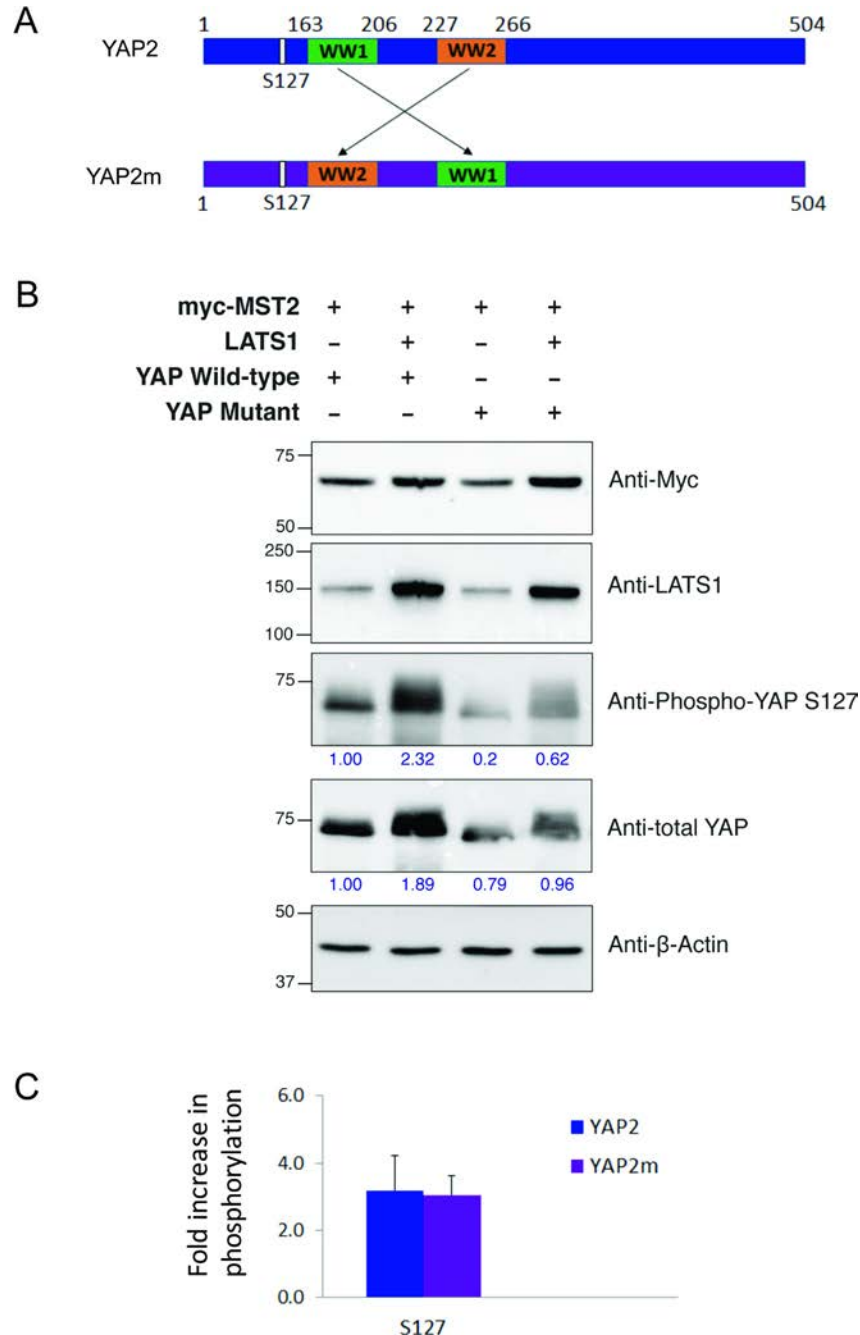 A
1 163 206 227 266 504
YAP2 WW1 WW2
S127
YAP2m WW2 WW1
1 S127 504
B
myc-MST2 + + + +
LATS1 – + – +
YAP Wild-type + + – –
YAP Mutant – – + +
75
Anti-Myc
50
250
150 Anti-LATS1
100
75
Anti-Phospho-YAP S127
1.00 2.32 0.2 0.62
75 Anti-total YAP
1.00 1.89 0.79 0.96
50
Anti-β-Actin
37
C
Fold increase in
phosphorylation
6.0
4.0
2.0
0.0
YAP2
YAP2m
S127